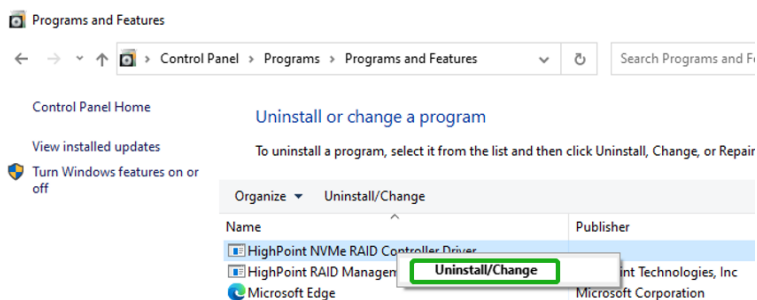 Programs and Features
Control Panel > Programs > Programs and Features
Search Programs and
Control Panel Home
Uninstall or change a program
View installed updates
To uninstall a program, select it from the list and then click Uninstall, Change, or Repair
Turn Windows features on or
off
Organize Uninstall/Change
Name Publisher
HighPoint NVMe RAID Controller Driver
Uninstall/Change
HighPoint RAID Technologies, Inc
Microsoft Edge Microsoft Corporation